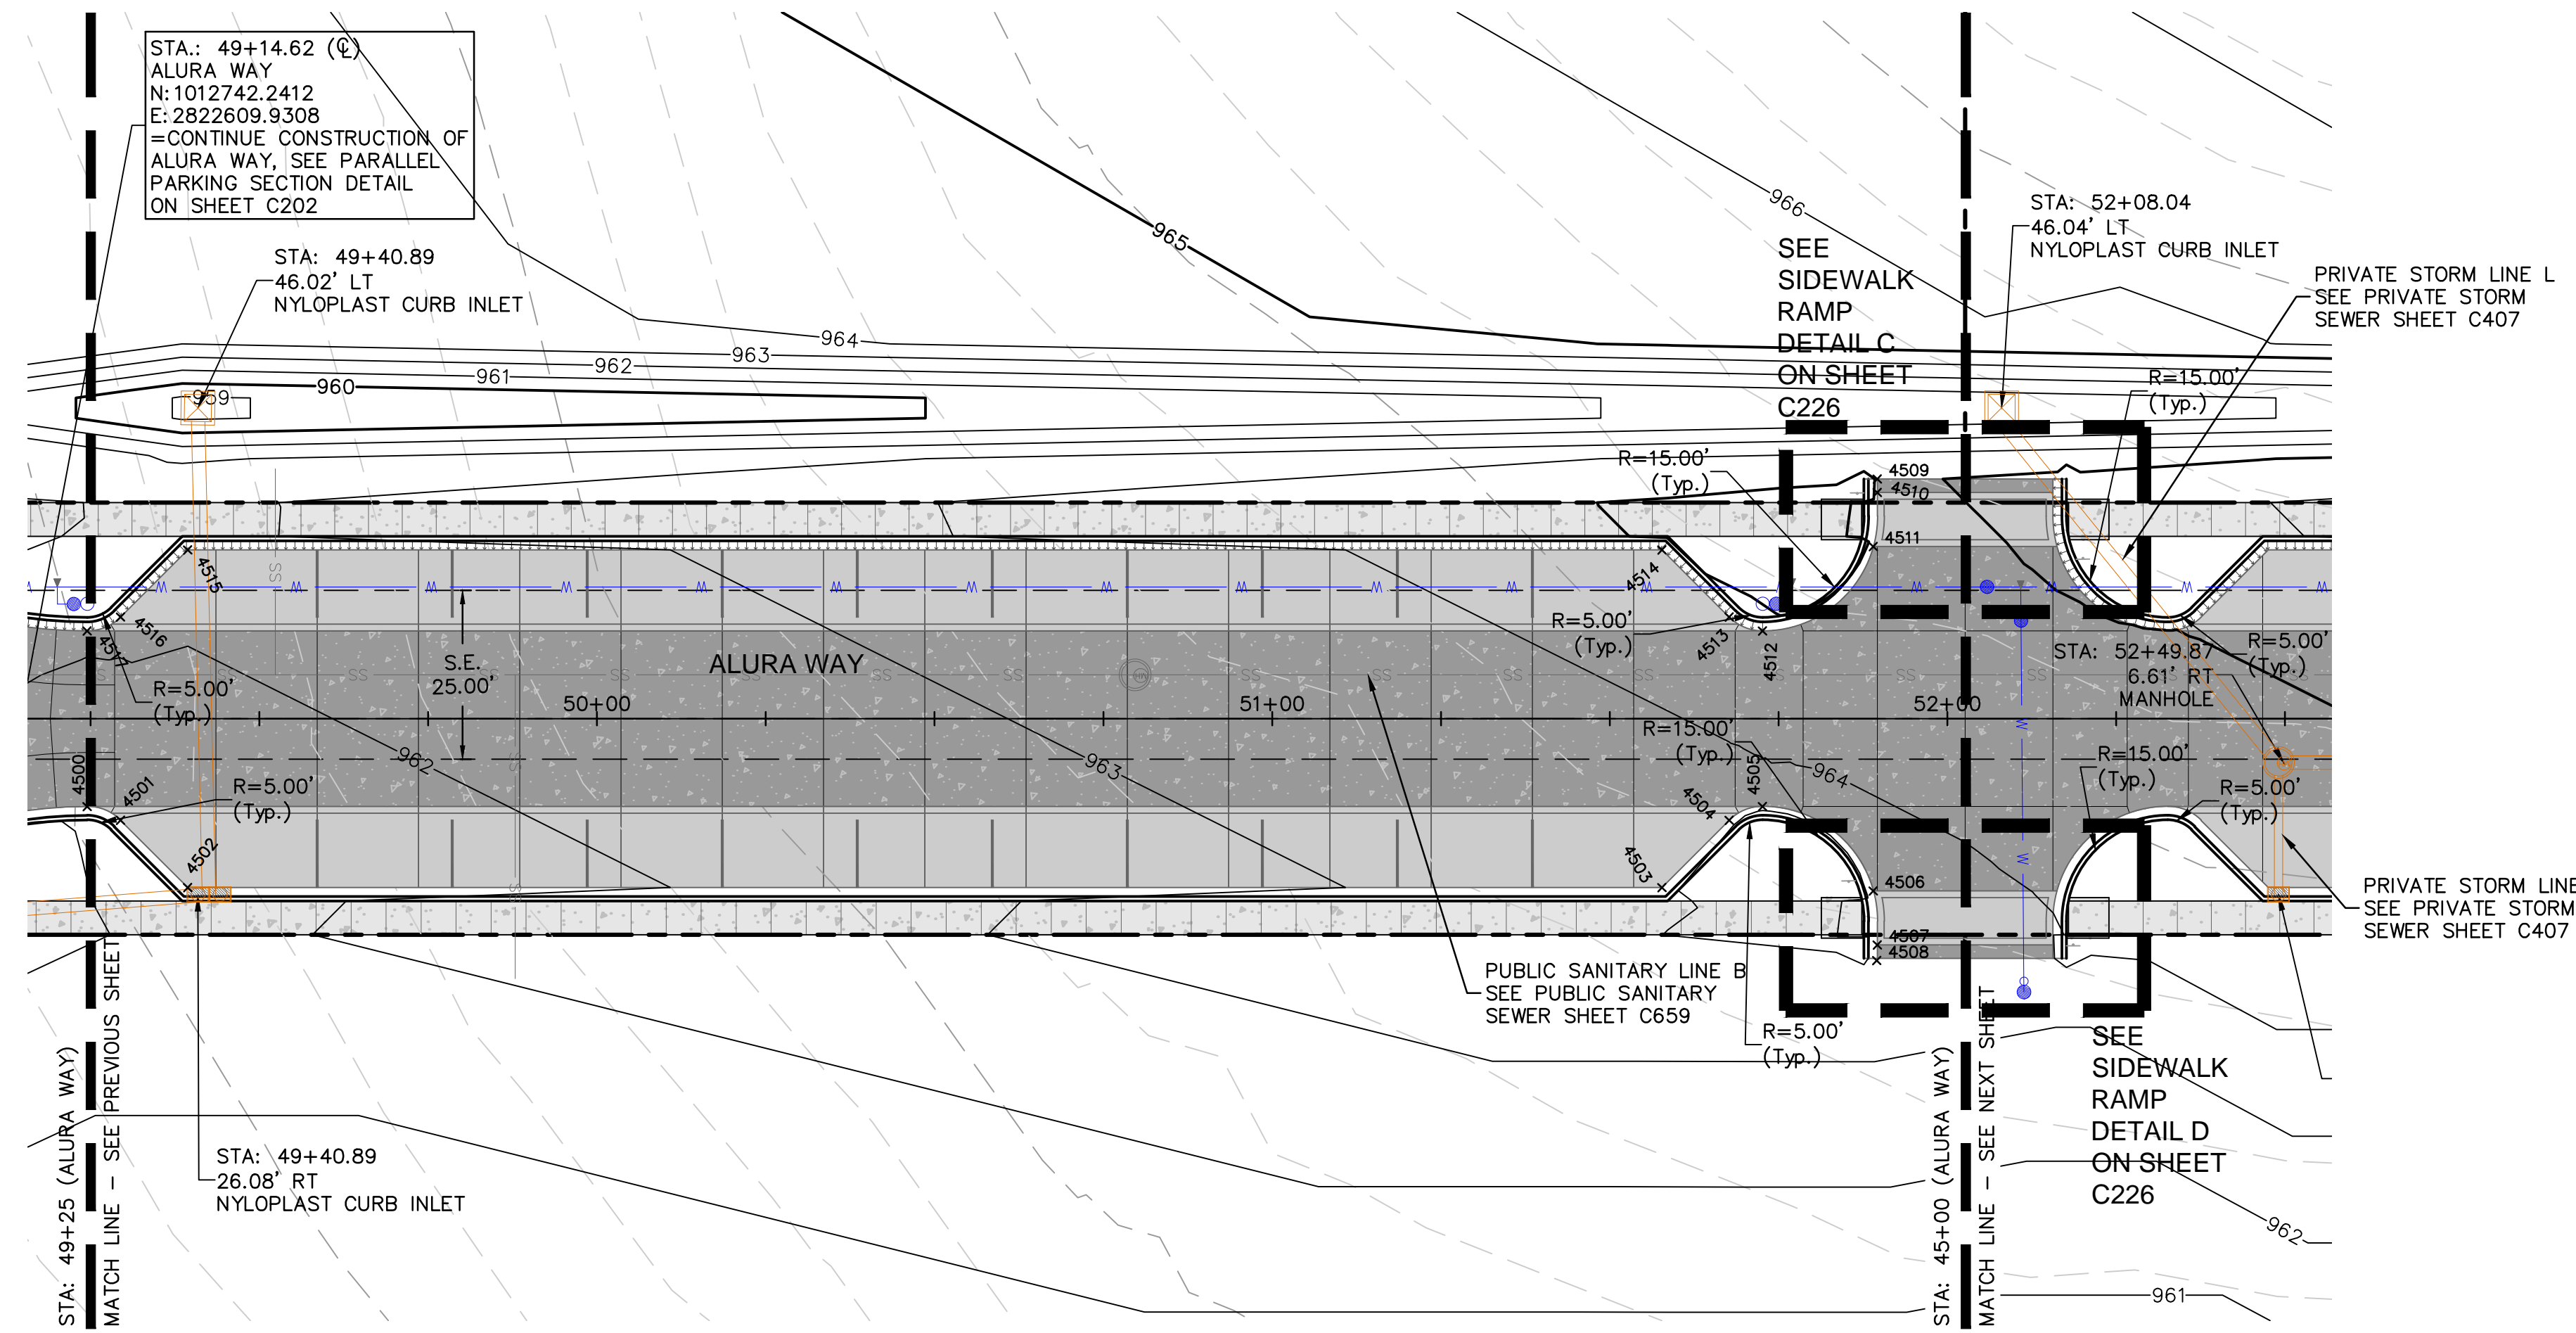 STA.: 49+14.62 (℄)
ALURA WAY
N:1012742.2412
E:2822609.9308
=CONTINUE CONSTRUCTION OF
ALURA WAY, SEE PARALLEL
PARKING SECTION DETAIL
ON SHEET C202
STA: 49+40.89
46.02' LT
NYLOPLAST CURB INLET
965
966
964
963
962
961
960
959
SEE
SIDEWALK
RAMP
DETAIL C
ON SHEET
C226
STA: 52+08.04
46.04' LT
NYLOPLAST CURB INLET
PRIVATE STORM LINE L
SEE PRIVATE STORM
SEWER SHEET C407
R=15.00'
(Typ.)
R=15.00'
(Typ.)
4509
4510
4511
4515
4516
4517
4514
4513
4512
R=5.00'
(Typ.)
R=5.00'
(Typ.)
R=5.00'
(Typ.)
S.E.
25.00'
ALURA WAY
SS
W
STA: 52+49.87
6.61' RT
MANHOLE
50+00
51+00
52+00
962
963
964
R=15.00'
(Typ.)
R=15.00'
(Typ.)
R=5.00'
(Typ.)
R=5.00'
(Typ.)
4500
4501
4502
4503
4504
4505
4506
4507
4508
PRIVATE STORM LINE
SEE PRIVATE STORM
SEWER SHEET C407
PUBLIC SANITARY LINE B
SEE PUBLIC SANITARY
SEWER SHEET C659
R=5.00'
(Typ.)
SEE
SIDEWALK
RAMP
DETAIL D
ON SHEET
C226
STA: 49+40.89
26.08' RT
NYLOPLAST CURB INLET
STA: 49+25 (ALURA WAY)
MATCH LINE - SEE PREVIOUS SHEET
STA: 45+00 (ALURA WAY)
MATCH LINE - SEE NEXT SHEET
962
961